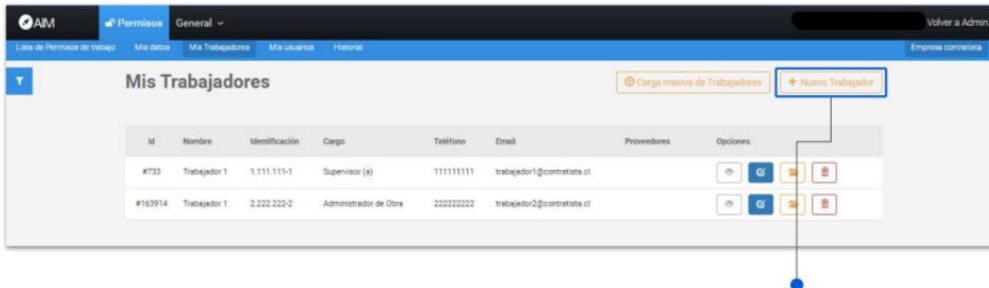 AIM Permisos General Volver a Admin
Lista de Permisos de trabajo Mis datos Mis Trabajadores Mis usuarios Historial Empresa contratista
Mis Trabajadores Carga masiva de Trabajadores + Nuevo Trabajador
Id Nombre Identificación Cargo Teléfono Email Proveedores Opciones
#733 Trabajador 1 1.111.111-1 Supervisor (a) 111111111 trabajador1@contratista.cl
#163914 Trabajador 1 2.222.222-2 Administrador de Obra 222222222 trabajador2@contratista.cl